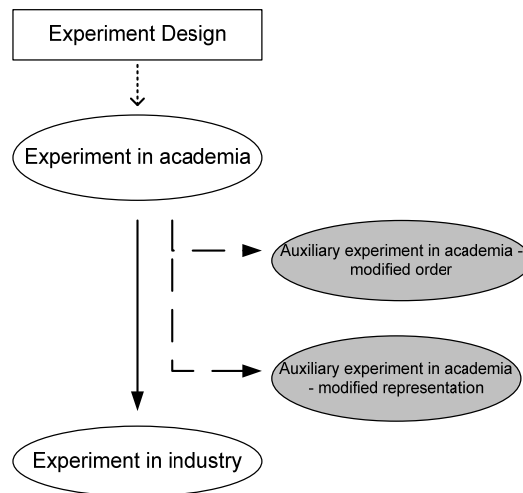 Experiment Design
Experiment in academia
Auxiliary experiment in academia -
modified order
Auxiliary experiment in academia
- modified representation
Experiment in industry